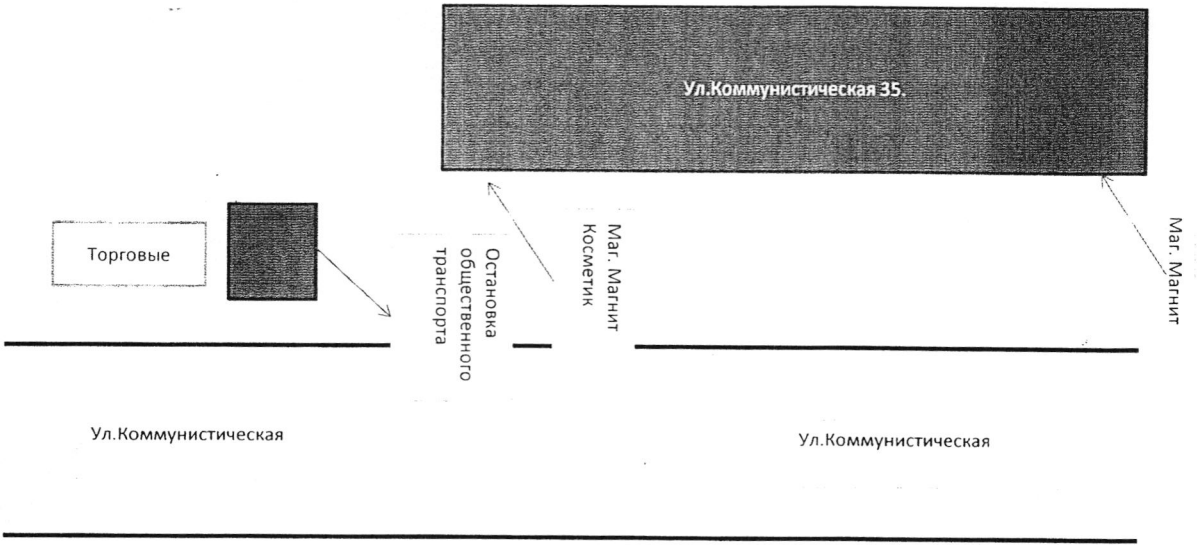 Ул.Коммунистическая 35.
Торговые
Остановка
общественного
транспорта
Маг. Магнит
Косметик
Маг. Магнит
Ул.Коммунистическая
Ул.Коммунистическая